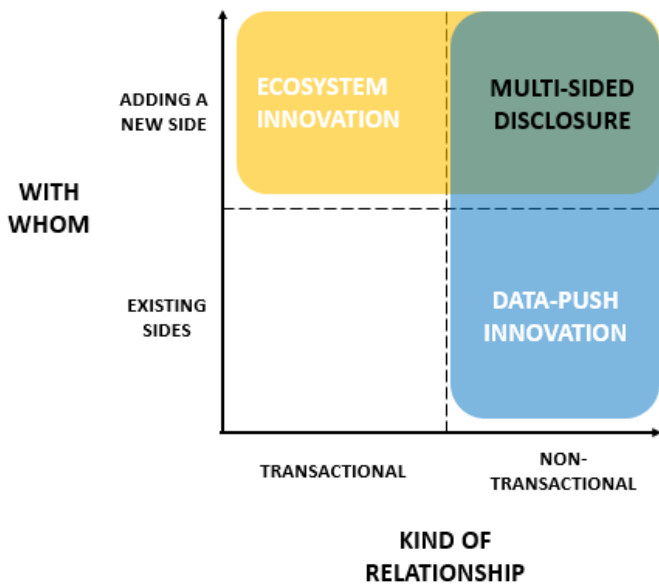 ECOSYSTEM
INNOVATION
MULTI-SIDED
DISCLOSURE
ADDING A
NEW SIDE
WITH
WHOM
EXISTING
SIDES
DATA-PUSH
INNOVATION
TRANSACTIONAL
NON-
TRANSACTIONAL
KIND OF
RELATIONSHIP